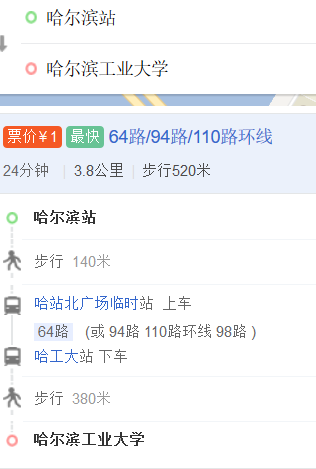 哈尔滨站
哈尔滨工业大学
票价¥1 最快 64路/94路/110路环线
24分钟 | 3.8公里 | 步行520米
哈尔滨站
步行 140米
哈站北广场临时站 上车
64路 (或 94路 110路环线 98路 )
哈工大站 下车
步行 380米
哈尔滨工业大学